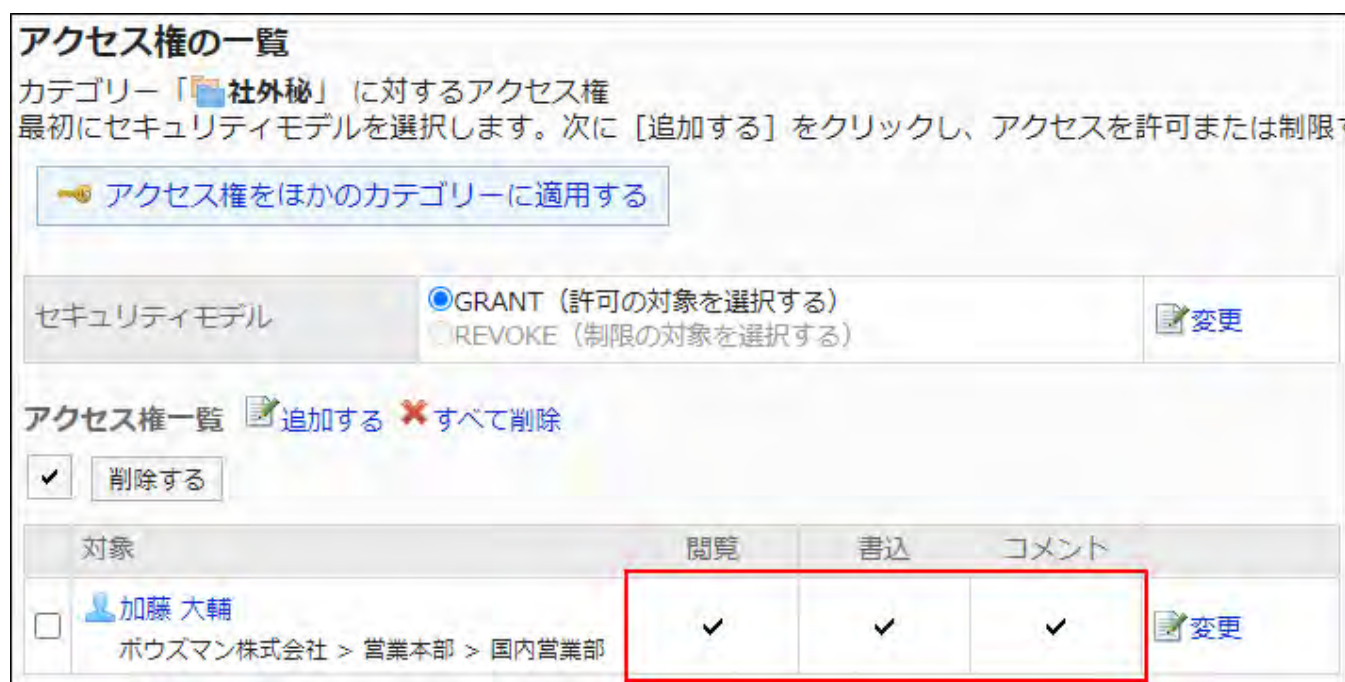 アクセス権の一覧
カテゴリー「社外秘」 に対するアクセス権
最初にセキュリティモデルを選択します。次に [追加する] をクリックし、アクセスを許可または制限
アクセス権をほかのカテゴリーに適用する
セキュリティモデル
GRANT (許可の対象を選択する)
REVOKE (制限の対象を選択する)
変更
アクセス権一覧 追加する すべて削除
削除する
対象 閲覧 書込 コメント
加藤 大輔
ボウズマン株式会社 > 営業本部 > 国内営業部
変更